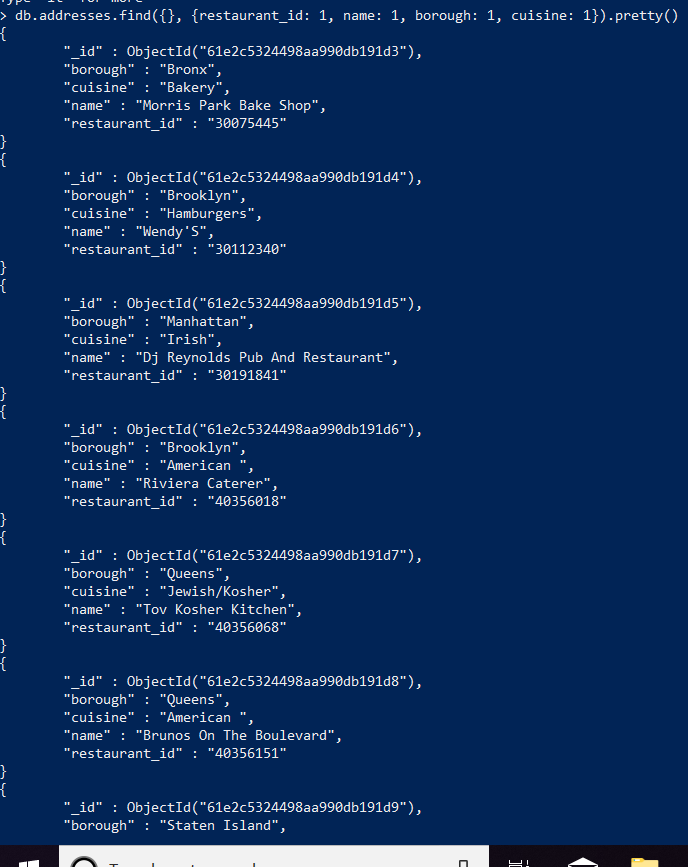 > db.addresses.find({}, {restaurant_id: 1, name: 1, borough: 1, cuisine: 1}).pretty()
{
"_id" : ObjectId("61e2c5324498aa990db191d3"),
"borough" : "Bronx",
"cuisine" : "Bakery",
"name" : "Morris Park Bake Shop",
"restaurant_id" : "30075445"
}
{
"_id" : ObjectId("61e2c5324498aa990db191d4"),
"borough" : "Brooklyn",
"cuisine" : "Hamburgers",
"name" : "Wendy'S",
"restaurant_id" : "30112340"
}
{
"_id" : ObjectId("61e2c5324498aa990db191d5"),
"borough" : "Manhattan",
"cuisine" : "Irish",
"name" : "Dj Reynolds Pub And Restaurant",
"restaurant_id" : "30191841"
}
{
"_id" : ObjectId("61e2c5324498aa990db191d6"),
"borough" : "Brooklyn",
"cuisine" : "American ",
"name" : "Riviera Caterer",
"restaurant_id" : "40356018"
}
{
"_id" : ObjectId("61e2c5324498aa990db191d7"),
"borough" : "Queens",
"cuisine" : "Jewish/Kosher",
"name" : "Tov Kosher Kitchen",
"restaurant_id" : "40356068"
}
{
"_id" : ObjectId("61e2c5324498aa990db191d8"),
"borough" : "Queens",
"cuisine" : "American ",
"name" : "Brunos On The Boulevard",
"restaurant_id" : "40356151"
}
{
"_id" : ObjectId("61e2c5324498aa990db191d9"),
"borough" : "Staten Island",